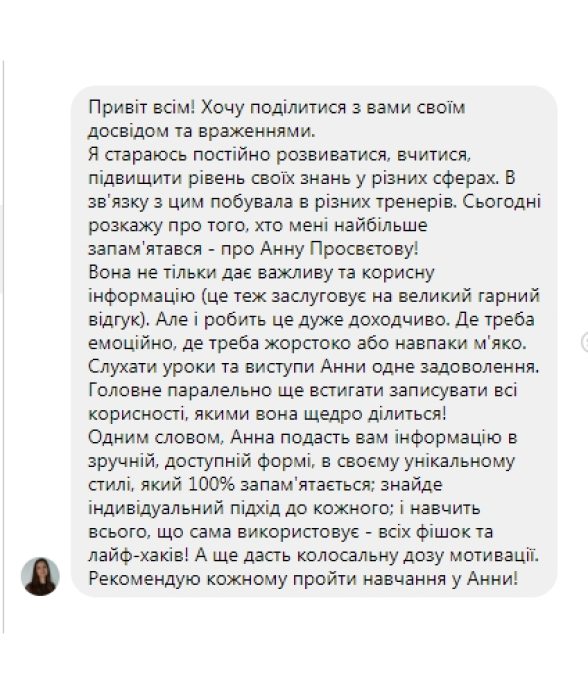 Привіт всім! Хочу поділитися з вами своїм
досвідом та враженнями.
Я стараюсь постійно розвиватися, вчитися,
підвищити рівень своїх знань у різних сферах. В
зв'язку з цим побувала в різних тренерів. Сьогодні
розкажу про того, хто мені найбільше
запам'ятався - про Анну Просвєтову!
Вона не тільки дає важливу та корисну
інформацію (це теж заслуговує на великий гарний
відгук). Але і робить це дуже доходчиво. Де треба
емоційно, де треба жорстоко або навпаки м'яко.
Слухати уроки та виступи Анни одне задоволення.
Головне паралельно ще встигати записувати всі
корисності, якими вона щедро ділиться!
Одним словом, Анна подасть вам інформацію в
зручній, доступній формі, в своєму унікальному
стилі, який 100% запам'ятається; знайде
індивідуальний підхід до кожного; і навчить
всього, що сама використовує - всіх фішок та
лайф-хаків! А ще дасть колосальну дозу мотивації.
Рекомендую кожному пройти навчання у Анни!